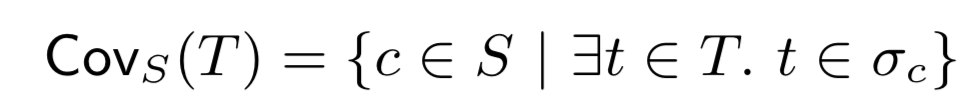 Cov_S(T) = {c ∈ S | ∃t ∈ T. t ∈ σ_c}